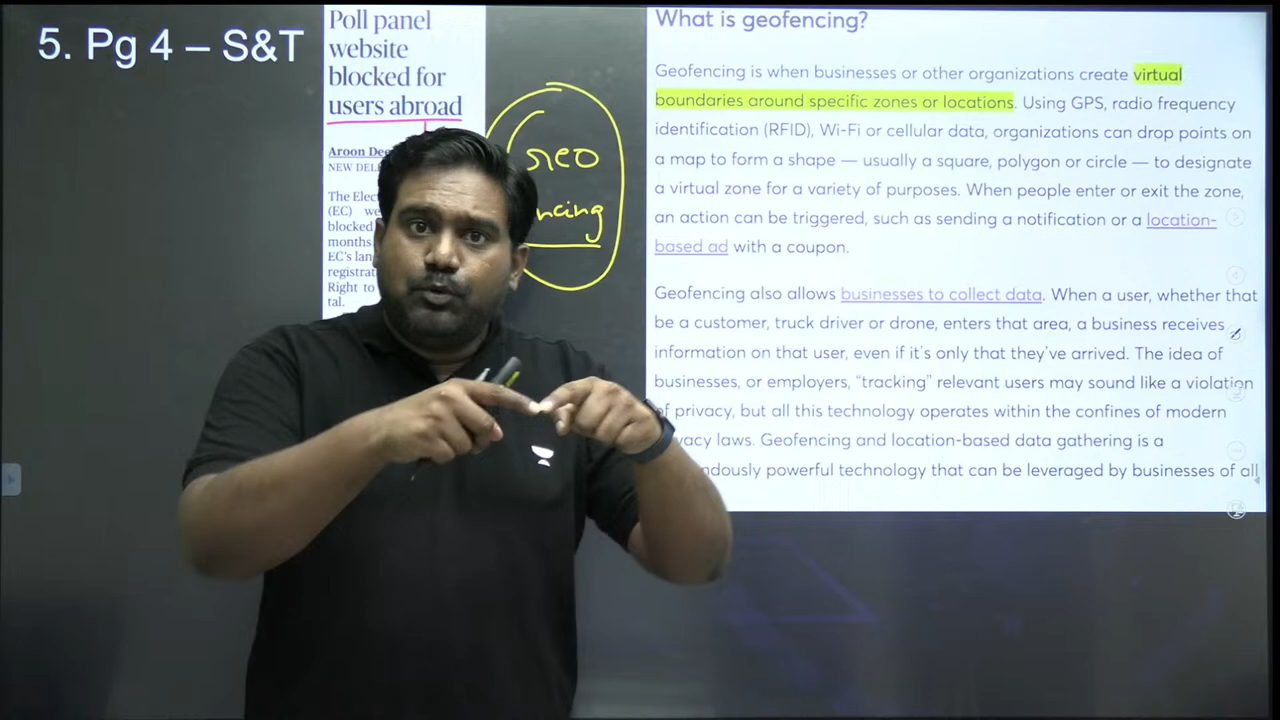 5. Pg 4 – S&T
Poll panel
website
blocked for
users abroad
Aroon Dee
NEW DEL
The Elec
(EC) we
blocked
months.
EC's lan
registrat
Right to
tal.
Geo
ncing
What is geofencing?
Geofencing is when businesses or other organizations create virtual
boundaries around specific zones or locations. Using GPS, radio frequency
identification (RFID), Wi-Fi or cellular data, organizations can drop points on
a map to form a shape — usually a square, polygon or circle — to designate
a virtual zone for a variety of purposes. When people enter or exit the zone,
an action can be triggered, such as sending a notification or a location-
based ad with a coupon.
Geofencing also allows businesses to collect data. When a user, whether that
be a customer, truck driver or drone, enters that area, a business receives
information on that user, even if it's only that they've arrived. The idea of
businesses, or employers, “tracking” relevant users may sound like a violation
of privacy, but all this technology operates within the confines of modern
vacy laws. Geofencing and location-based data gathering is a
ndously powerful technology that can be leveraged by businesses of all